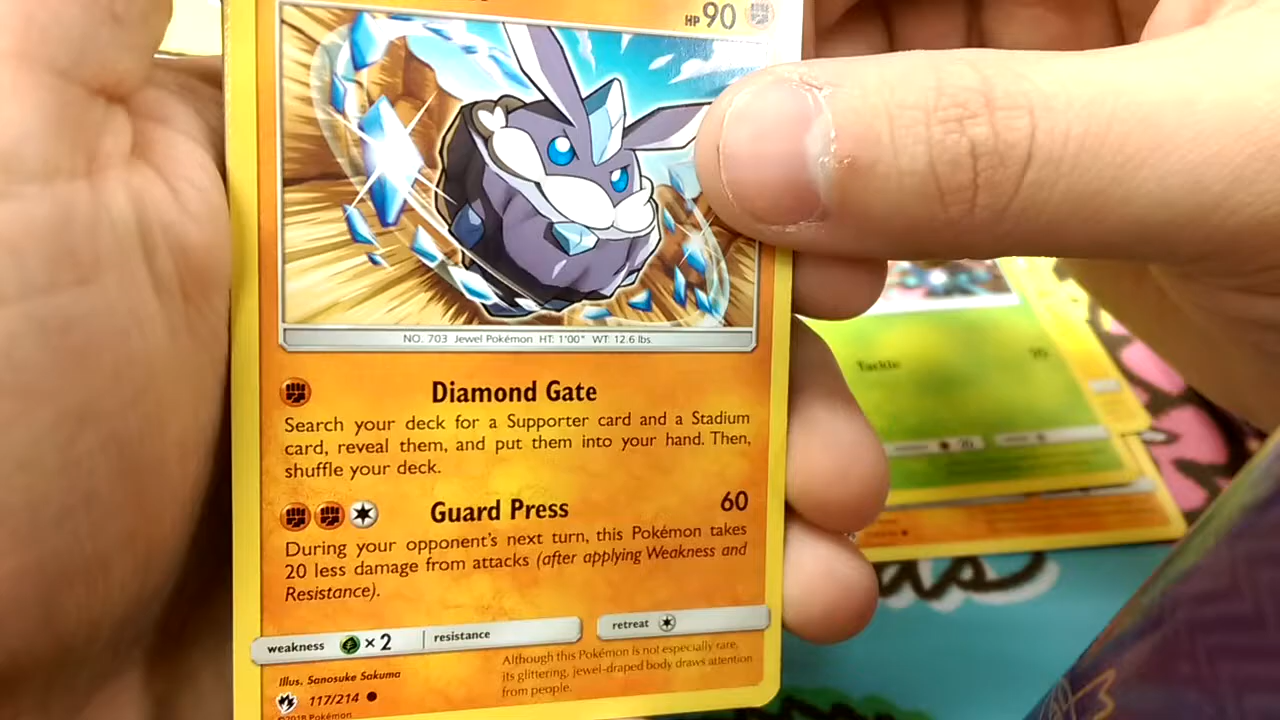 HP 90
NO. 703 Jewel Pokémon HT: 1'00" WT: 12.6 lbs.
Diamond Gate
Search your deck for a Supporter card and a Stadium
card, reveal them, and put them into your hand. Then,
shuffle your deck.
Guard Press 60
During your opponent's next turn, this Pokémon takes
20 less damage from attacks (after applying Weakness and
Resistance).
weakness ×2 resistance
retreat
Although this Pokémon is not especially rare,
its glittering, jewel-draped body draws attention
from people.
Illus. Sanosuke Sakuma
117/214
©2018 Pokémon
Tackle 20